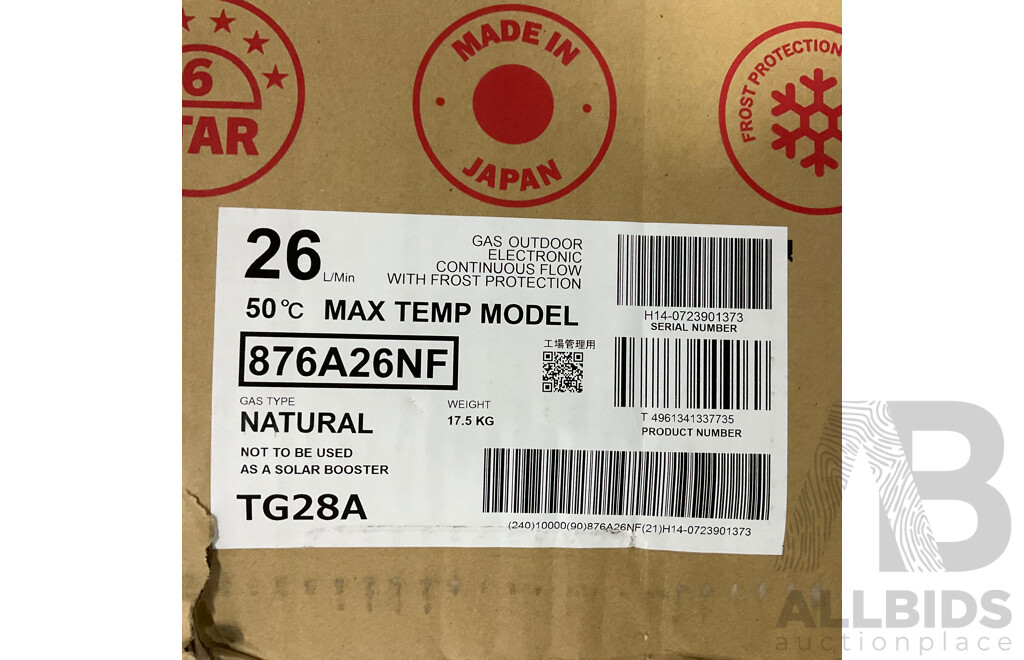 6
STAR
MADE IN
JAPAN
FROST PROTECTION
26 L/Min
GAS OUTDOOR
ELECTRONIC
CONTINUOUS FLOW
WITH FROST PROTECTION
50°C MAX TEMP MODEL
H14-0723901373
SERIAL NUMBER
876A26NF
工場管理用
GAS TYPE
NATURAL
WEIGHT
17.5 KG
T 4961341337735
PRODUCT NUMBER
NOT TO BE USED
AS A SOLAR BOOSTER
TG28A
(240)10000(90)876A26NF(21)H14-0723901373
AB
ALLBIDS
auctionplace